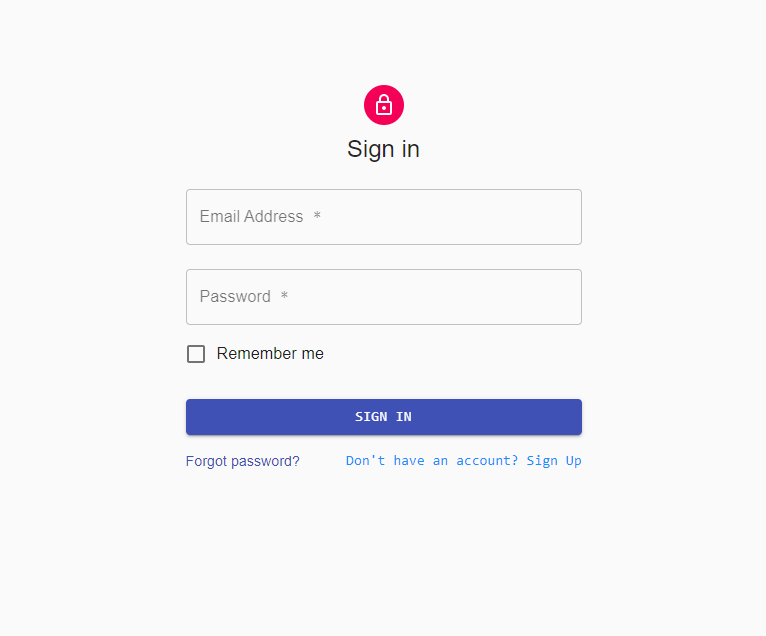 Sign in
Email Address *
Password *
Remember me
SIGN IN
Forgot password? Don't have an account? Sign Up